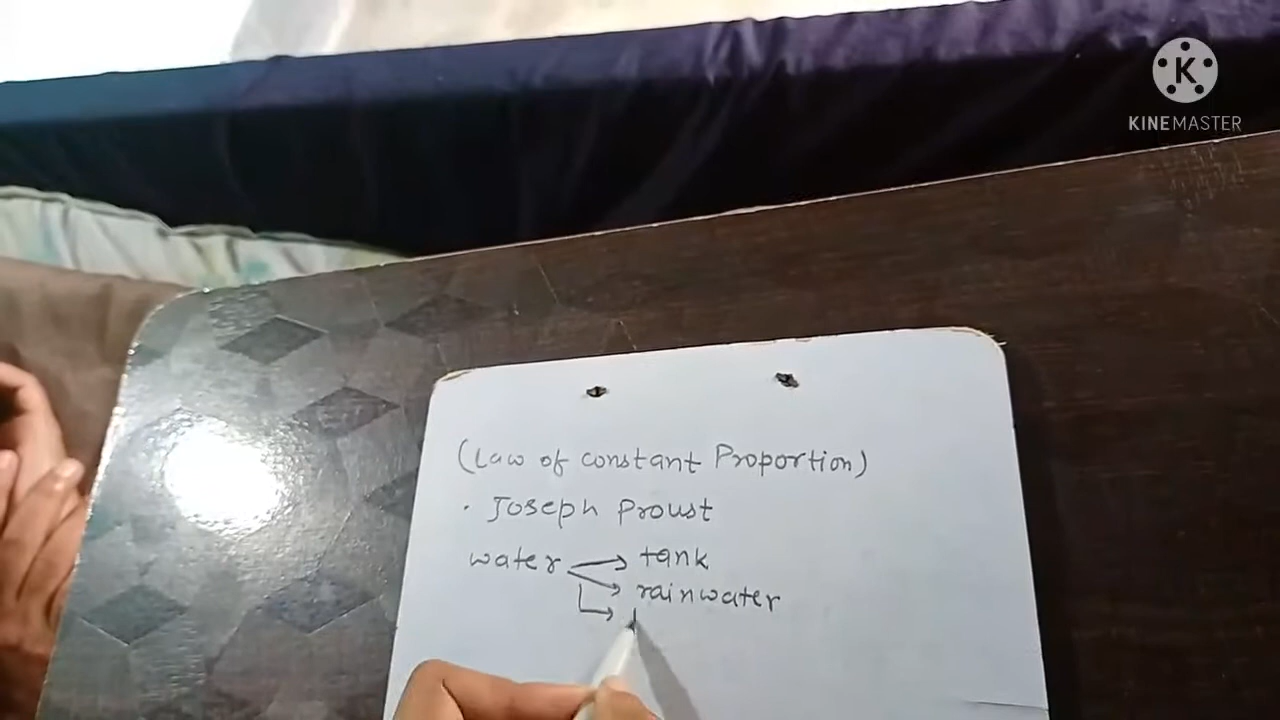 KINEMASTER
(Law of constant Proportion)
• Joseph Proust
water → tank
→ rainwater
→